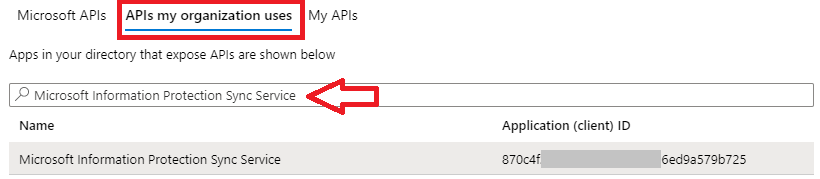 Microsoft APIs APIs my organization uses My APIs
Apps in your directory that expose APIs are shown below
Microsoft Information Protection Sync Service
Name Application (client) ID
Microsoft Information Protection Sync Service 870c4f 6ed9a579b725